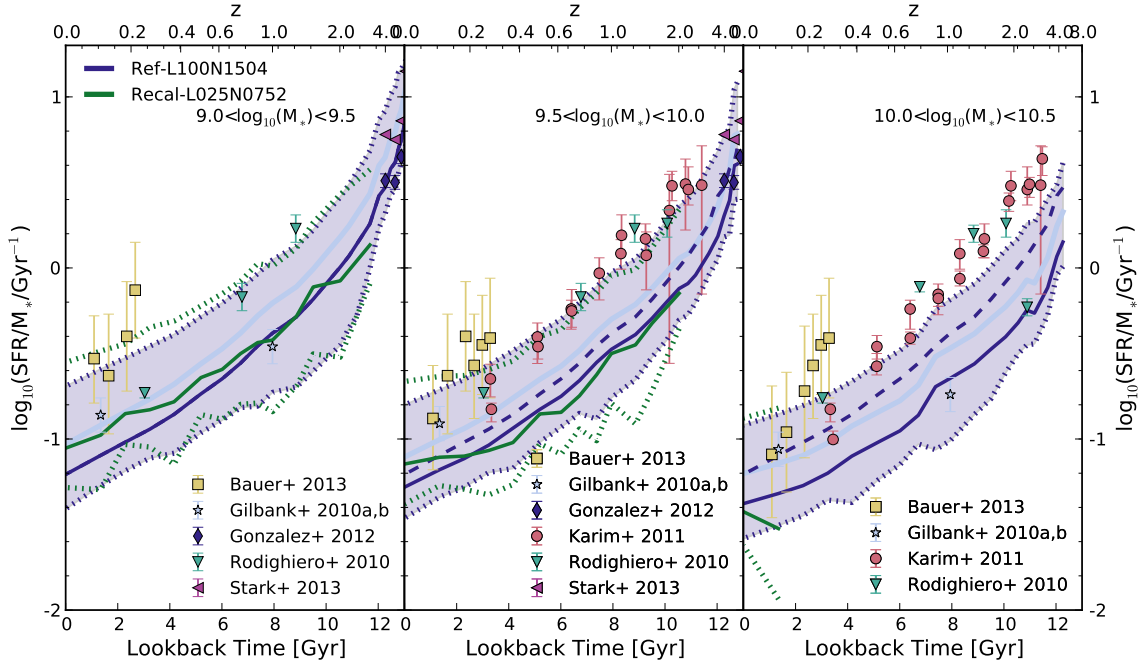 z
z
z
0.0 0.2 0.4 0.6 1.0 2.0 4.0 0.0 0.2 0.4 0.6 1.0 2.0 4.0 0.0 0.2 0.4 0.6 1.0 2.0 4.0 8.0
Ref-L100N1504
Recal-L025N0752
9.0<log10(M*)<9.5
9.5<log10(M*)<10.0
10.0<log10(M*)<10.5
log10(SFR/M*/Gyr−1)
1
0
-1
-2
Bauer+ 2013
Gilbank+ 2010a,b
Gonzalez+ 2012
Rodighiero+ 2010
Stark+ 2013
Bauer+ 2013
Gilbank+ 2010a,b
Gonzalez+ 2012
Karim+ 2011
Rodighiero+ 2010
Stark+ 2013
Bauer+ 2013
Gilbank+ 2010a,b
Karim+ 2011
Rodighiero+ 2010
1
0
-1
-2
log10(SFR/M*/Gyr−1)
0 2 4 6 8 10 12 0 2 4 6 8 10 12 0 2 4 6 8 10 12
Lookback Time [Gyr]
Lookback Time [Gyr]
Lookback Time [Gyr]